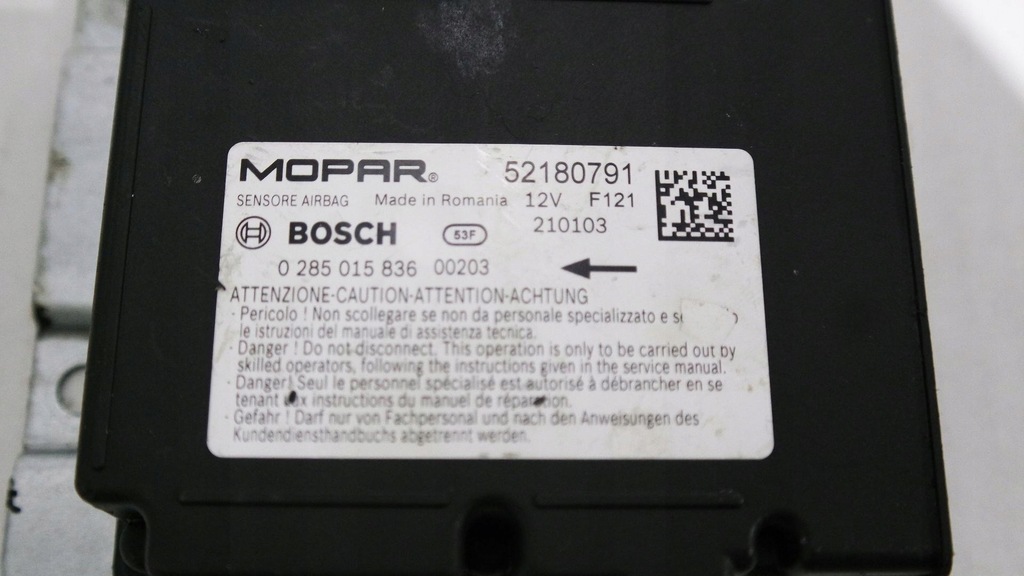 MOPAR® 52180791
SENSORE AIRBAG Made in Romania 12V F121
BOSCH 53F 210103
0 285 015 836 00203
ATTENZIONE-CAUTION-ATTENTION-ACHTUNG
- Pericolo ! Non scollegare se non da personale specializzato e
le istruzioni del manuale di assistenza tecnica.
- Danger ! Do not disconnect. This operation is only to be carried out by
skilled operators, following the instructions given in the service manual.
- Danger! Seul le personnel spécialisé est autorisé à débrancher en se
tenant aux instructions du manuel de réparation.
- Gefahr ! Darf nur von Fachpersonal und nach den Anweisungen des
Kundendiensthandbuchs abgetrennt werden.